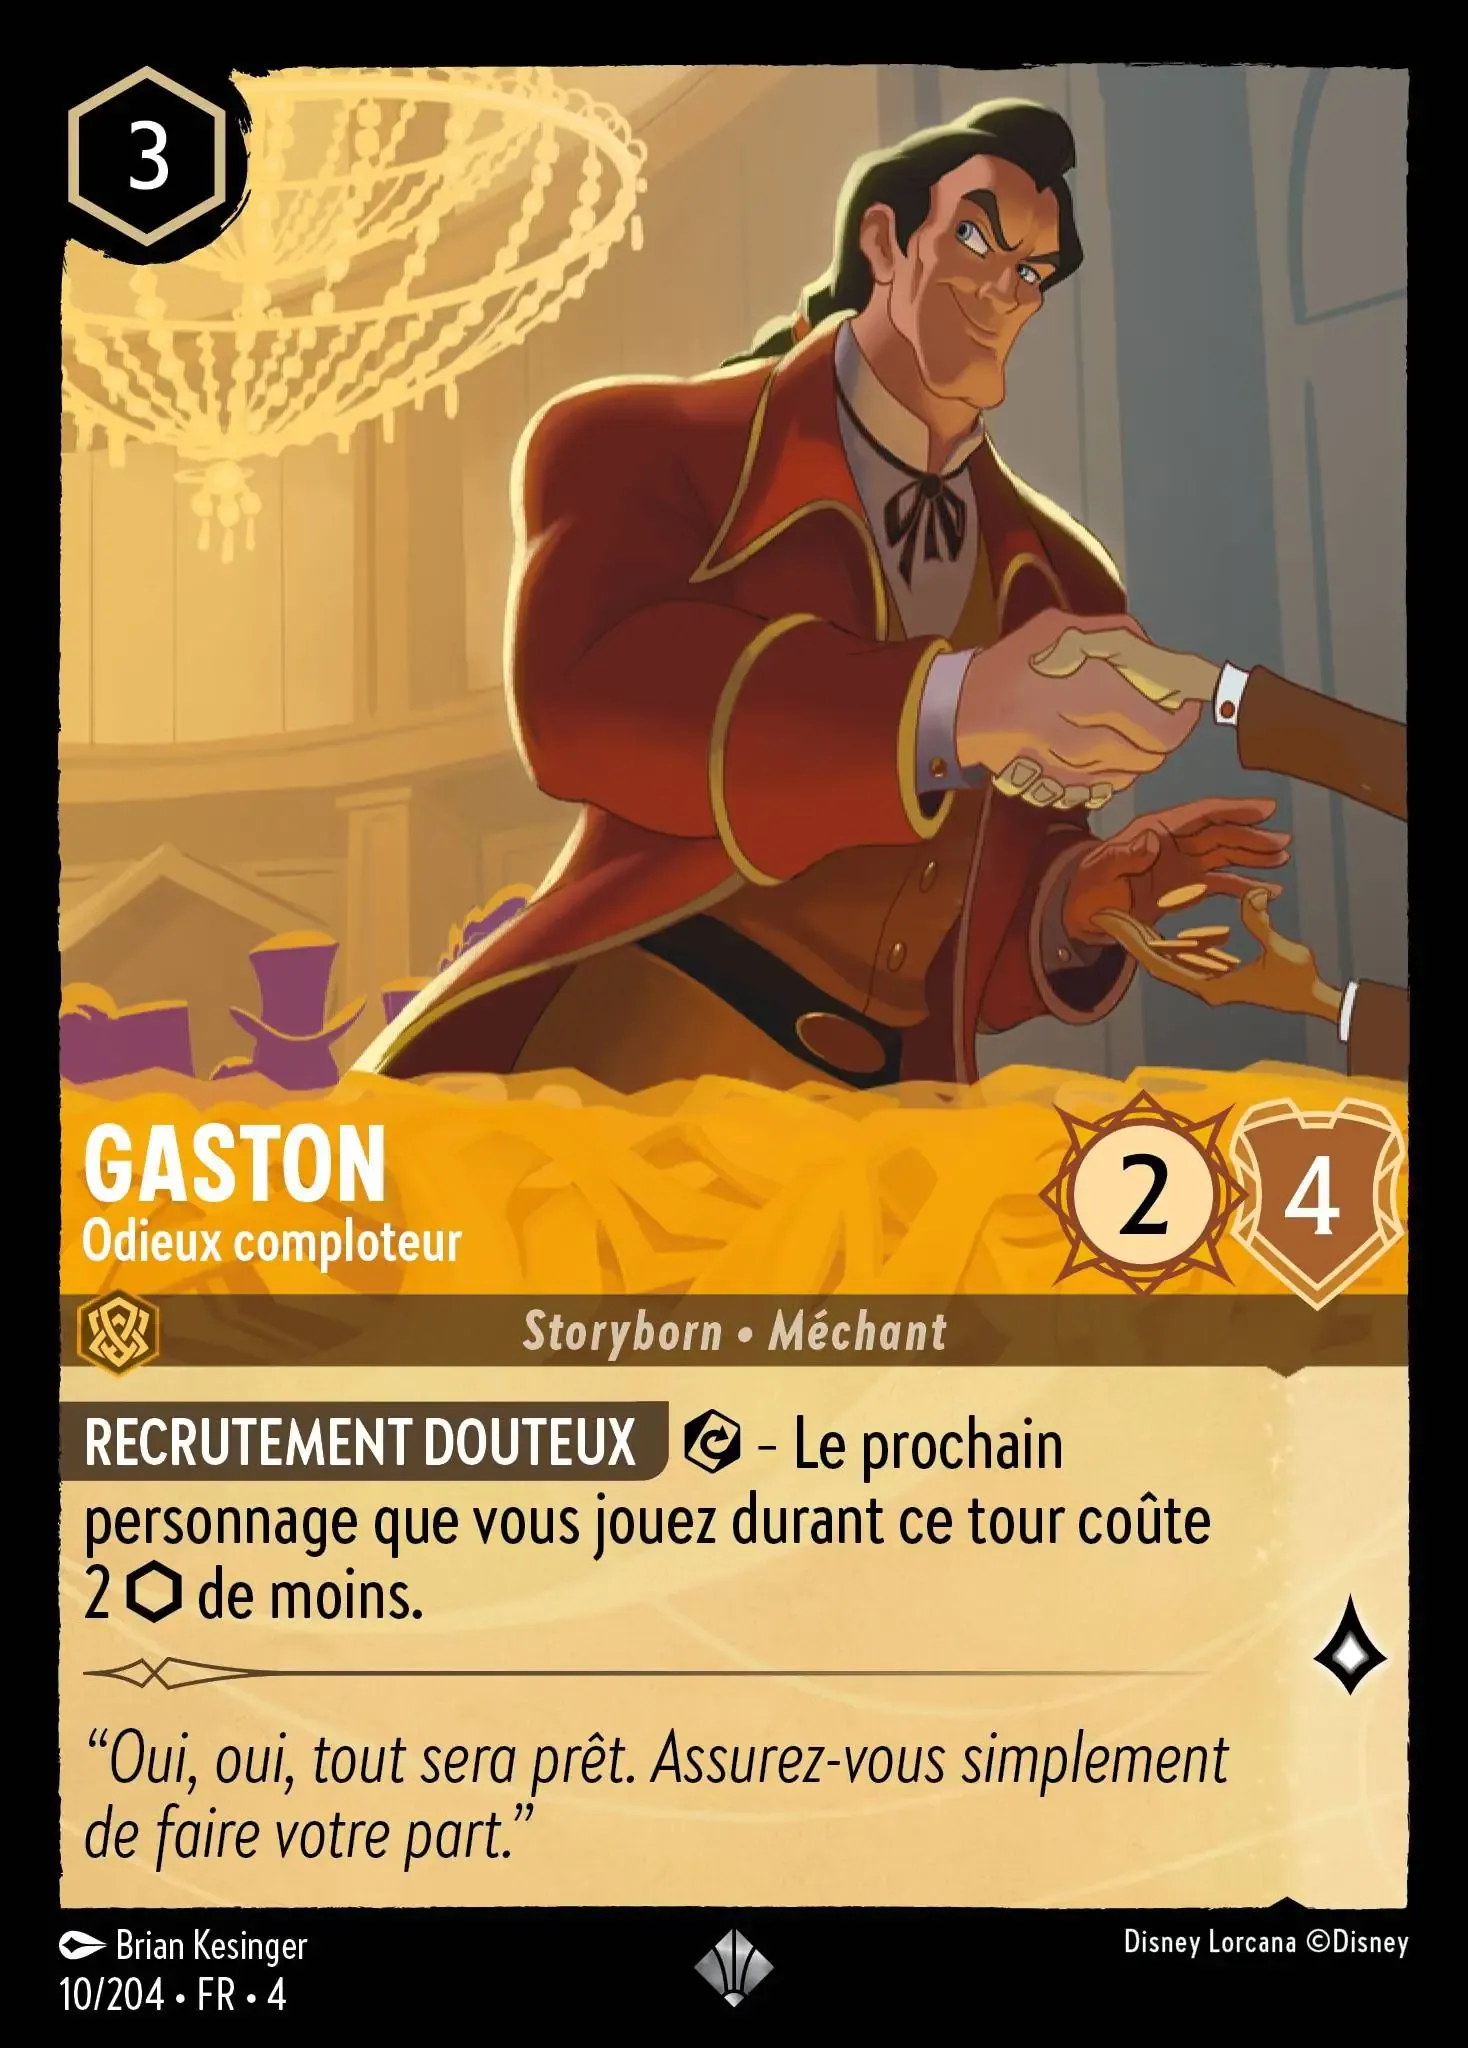 3
GASTON
Odieux comploteur
2 4
Storyborn • Méchant
RECRUTEMENT DOUTEUX - Le prochain
personnage que vous jouez durant ce tour coûte
2 ⬡ de moins.
“Oui, oui, tout sera prêt. Assurez-vous simplement
de faire votre part.”
Brian Kesinger
Disney Lorcana ©Disney
10/204 • FR • 4